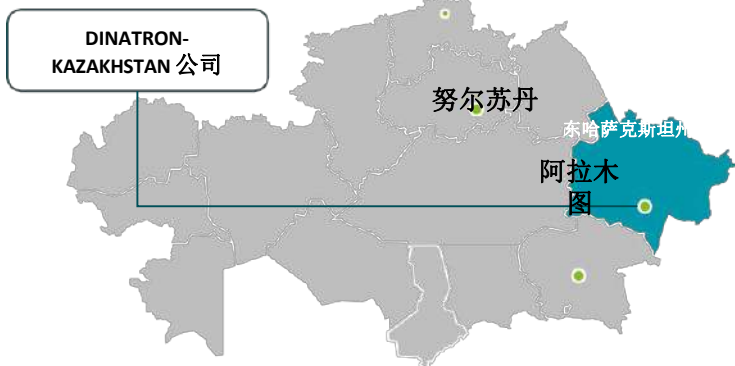 DINATRON-
KAZAKHSTAN 公司
努尔苏丹
东哈萨克斯坦州
阿拉木
图